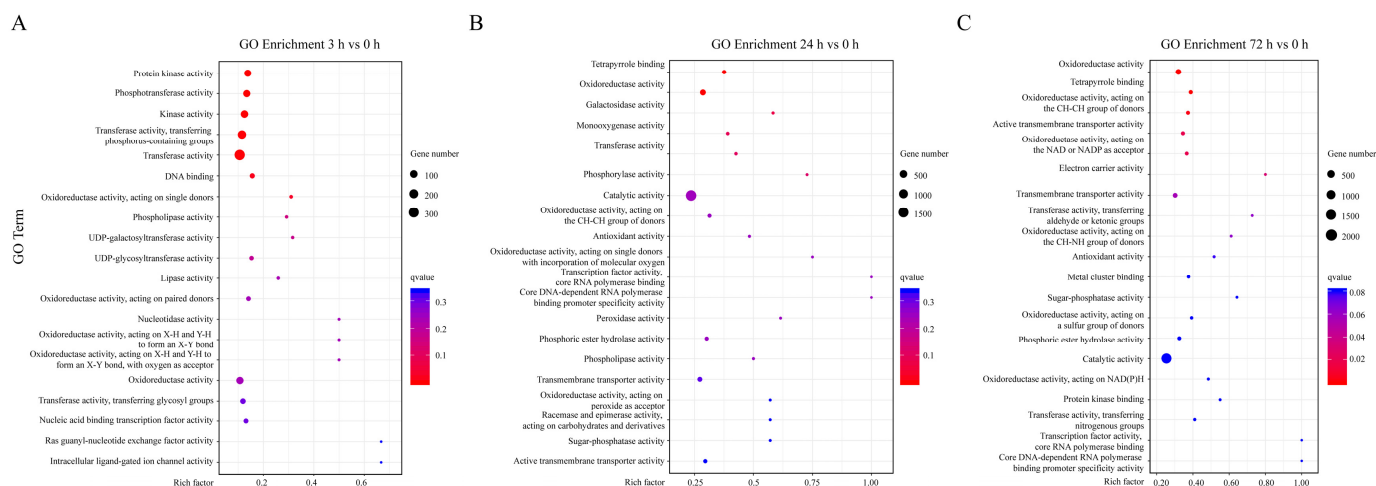 A
GO Enrichment 3 h vs 0 h
GO Term
Protein kinase activity
Phosphotransferase activity
Kinase activity
Transferase activity, transferring
phosphorus-containing groups
Transferase activity
DNA binding
Oxidoreductase activity, acting on single donors
Phospholipase activity
UDP-galactosyltransferase activity
UDP-glycosyltransferase activity
Lipase activity
Oxidoreductase activity, acting on paired donors
Nucleotidase activity
Oxidoreductase activity, acting on X-H and Y-H
to form an X-Y bond
Oxidoreductase activity, acting on X-H and Y-H to
form an X-Y bond, with oxygen as acceptor
Oxidoreductase activity
Transferase activity, transferring glycosyl groups
Nucleic acid binding transcription factor activity
Ras guanyl-nucleotide exchange factor activity
Intracellular ligand-gated ion channel activity
Rich factor
0.2
0.4
0.6
Gene number
100
200
300
qvalue
0.3
0.2
0.1
B
GO Enrichment 24 h vs 0 h
Tetrapyrrole binding
Oxidoreductase activity
Galactosidase activity
Monooxygenase activity
Transferase activity
Phosphorylase activity
Catalytic activity
Oxidoreductase activity, acting on
the CH-CH group of donors
Antioxidant activity
Oxidoreductase activity, acting on single donors
with incorporation of molecular oxygen
Transcription factor activity,
core RNA polymerase binding
Core DNA-dependent RNA polymerase
binding promoter specificity activity
Peroxidase activity
Phosphoric ester hydrolase activity
Phospholipase activity
Transmembrane transporter activity
Oxidoreductase activity, acting on
peroxide as acceptor
Racemase and epimerase activity,
acting on carbohydrates and derivatives
Sugar-phosphatase activity
Active transmembrane transporter activity
Rich factor
0.25
0.50
0.75
1.00
Gene number
500
1000
1500
qvalue
0.3
0.2
0.1
C
GO Enrichment 72 h vs 0 h
Oxidoreductase activity
Tetrapyrrole binding
Oxidoreductase activity, acting on
the CH-CH group of donors
Active transmembrane transporter activity
Oxidoreductase activity, acting on
the NAD or NADP as acceptor
Electron carrier activity
Transmembrane transporter activity
Transferase activity, transferring
aldehyde or ketonic groups
Oxidoreductase activity, acting on
the CH-NH group of donors
Antioxidant activity
Metal cluster binding
Sugar-phosphatase activity
Oxidoreductase activity, acting on
a sulfur group of donors
Phosphoric ester hydrolase activity
Catalytic activity
Oxidoreductase activity, acting on NAD(P)H
Protein kinase binding
Transferase activity, transferring
nitrogenous groups
Transcription factor activity,
core RNA polymerase binding
Core DNA-dependent RNA polymerase
binding promoter specificity activity
Rich factor
0.20
0.40
0.60
0.80
1.00
Gene number
500
1000
1500
2000
qvalue
0.08
0.06
0.04
0.02